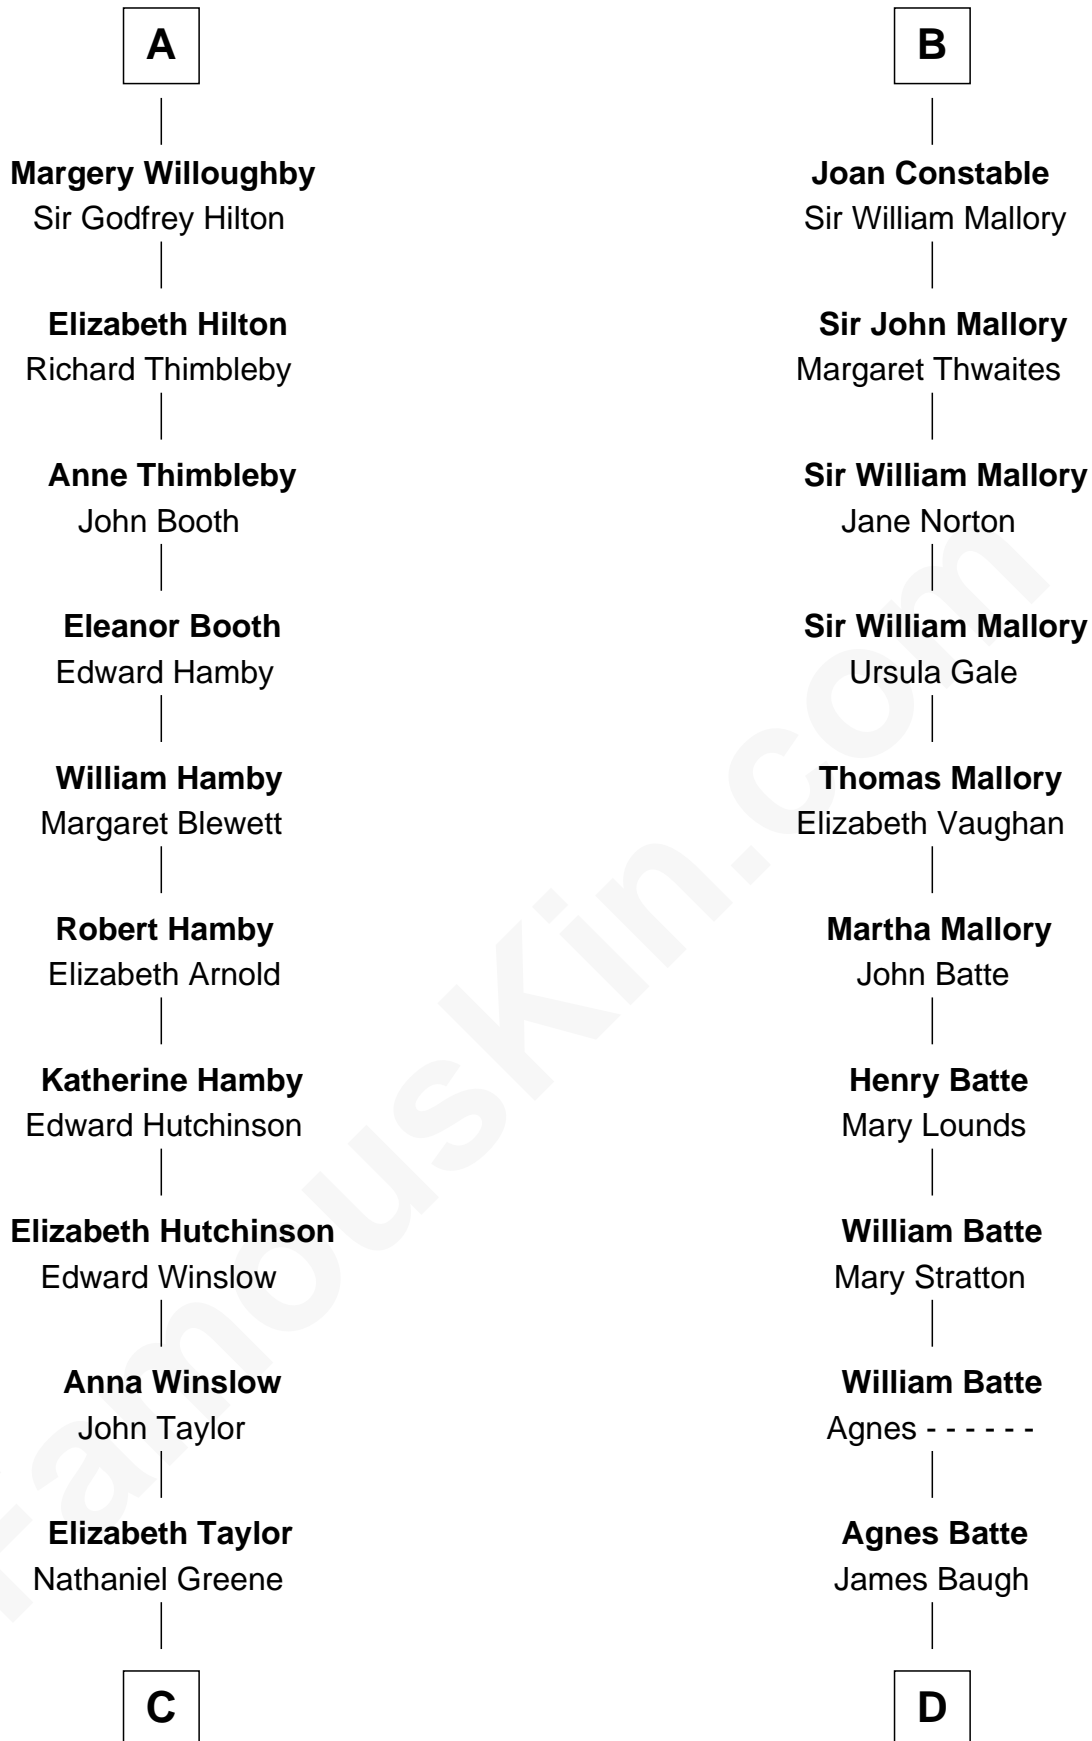 A
Margery Willoughby
Sir Godfrey Hilton
Elizabeth Hilton
Richard Thimbleby
Anne Thimbleby
John Booth
Eleanor Booth
Edward Hamby
William Hamby
Margaret Blewett
Robert Hamby
Elizabeth Arnold
Katherine Hamby
Edward Hutchinson
Elizabeth Hutchinson
Edward Winslow
Anna Winslow
John Taylor
Elizabeth Taylor
Nathaniel Greene
C
B
Joan Constable
Sir William Mallory
Sir John Mallory
Margaret Thwaites
Sir William Mallory
Jane Norton
Sir William Mallory
Ursula Gale
Thomas Mallory
Elizabeth Vaughan
Martha Mallory
John Batte
Henry Batte
Mary Lounds
William Batte
Mary Stratton
William Batte
Agnes - - - - - -
Agnes Batte
James Baugh
D
FamousKin.com